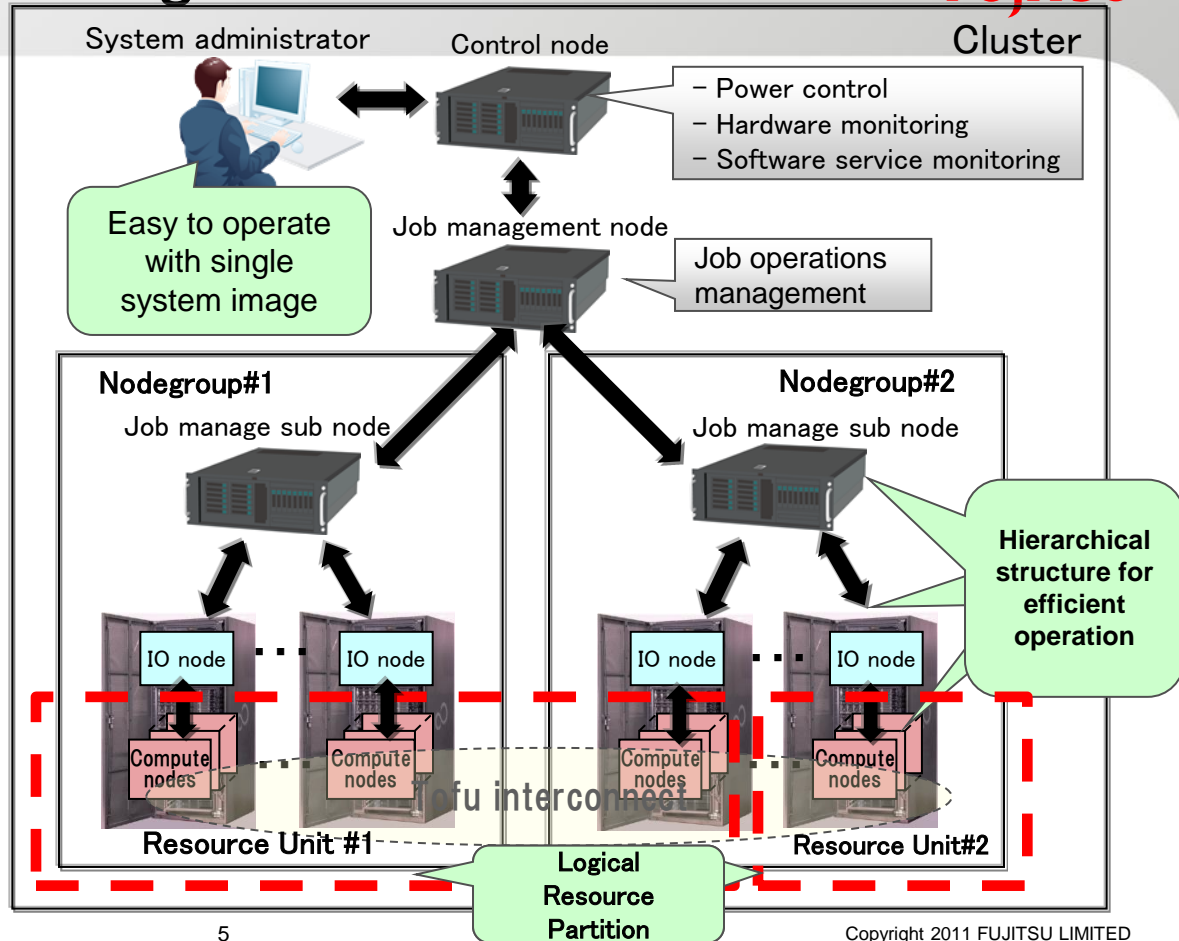 System administrator
Control node
Cluster
- Power control
- Hardware monitoring
- Software service monitoring
Easy to operate
with single
system image
Job management node
Job operations
management
Nodegroup#1
Nodegroup#2
Job manage sub node
Job manage sub node
Hierarchical
structure for
efficient
operation
IO node
IO node
IO node
IO node
Compute
nodes
Compute
nodes
Compute
nodes
Compute
nodes
Tofu interconnect
Resource Unit #1
Resource Unit#2
Logical
Resource
Partition
5
Copyright 2011 FUJITSU LIMITED